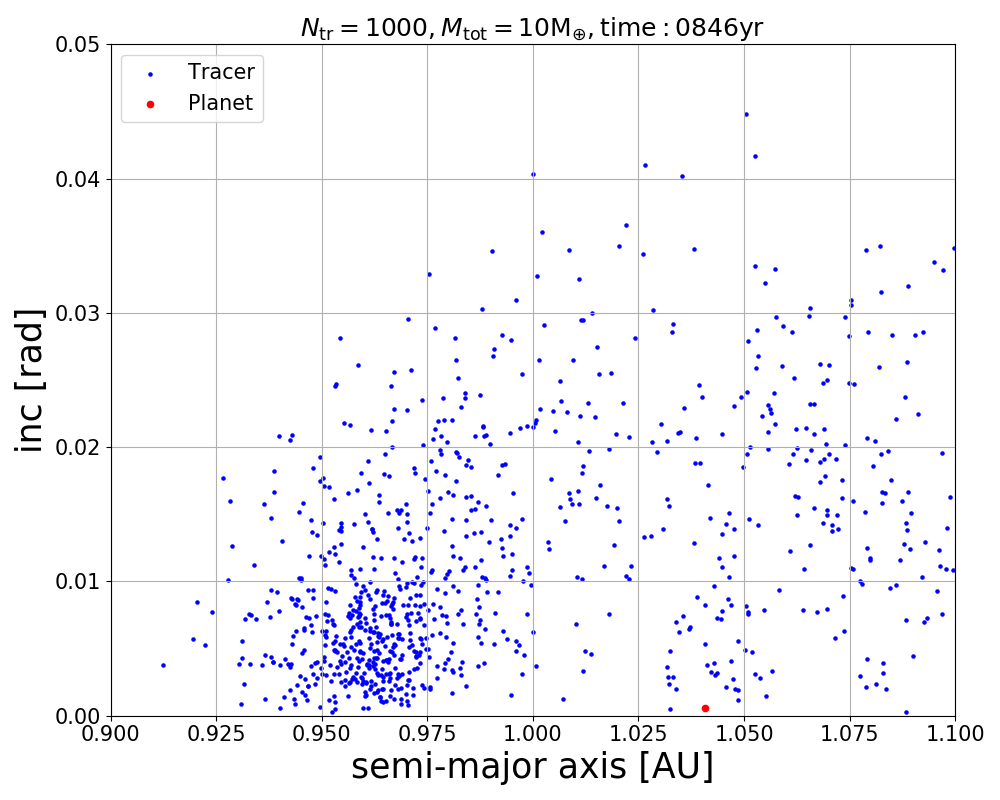 N_tr = 1000, M_tot = 10M_⊕, time : 0846yr
Tracer
Planet
inc [rad]
0.05
0.04
0.03
0.02
0.01
0.00
0.900 0.925 0.950 0.975 1.000 1.025 1.050 1.075 1.100
semi-major axis [AU]